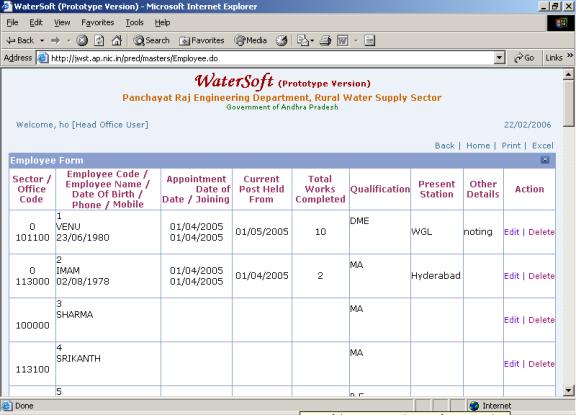 WaterSoft (Prototype Version) - Microsoft Internet Explorer
File Edit View Favorites Tools Help
Back Search Favorites Media
Address http://jwst.ap.nic.in/pred/masters/Employee.do Go Links »
WaterSoft (Prototype Version)
Panchayat Raj Engineering Department, Rural Water Supply Sector
Government of Andhra Pradesh
Welcome, ho [Head Office User] 22/02/2006
Back | Home | Print | Excel
Employee Form
Sector / Office Code
Employee Code / Employee Name / Date Of Birth / Phone / Mobile
Appointment Date of Date / Joining
Current Post Held From
Total Works Completed
Qualification
Present Station
Other Details
Action
0
101100
1
VENU
23/06/1980
01/04/2005
01/04/2005
01/05/2005
10
DME
WGL
noting
Edit | Delete
0
113000
2
IMAM
02/08/1978
01/04/2005
01/04/2005
01/04/2005
2
MA
Hyderabad
Edit | Delete
100000
3
SHARMA
MA
Edit | Delete
113100
4
SRIKANTH
MA
Edit | Delete
5
Done Internet